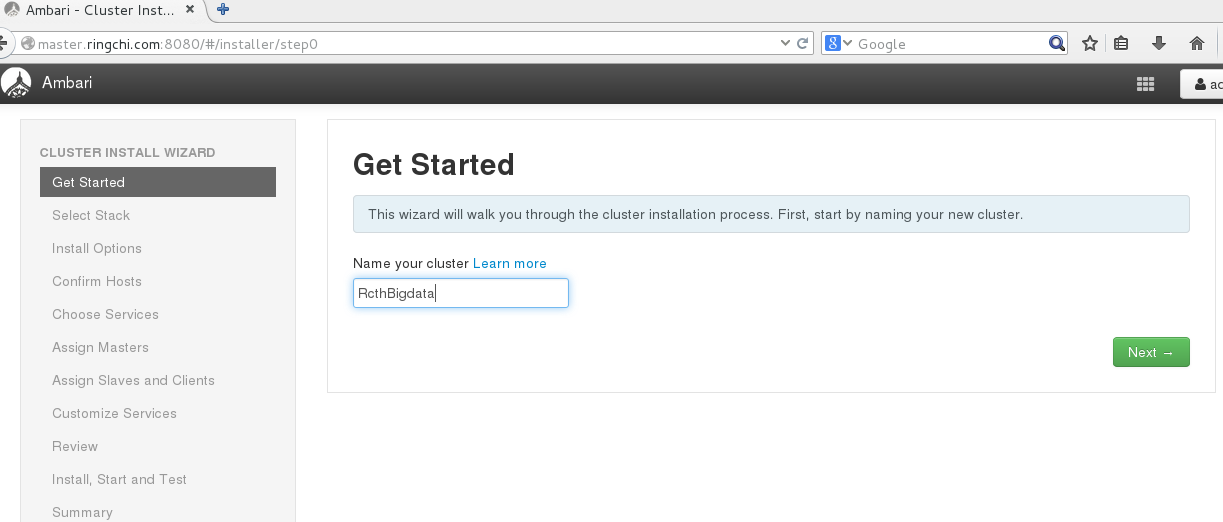 Ambari - Cluster Inst...
master.ringchi.com:8080/#/installer/step0
Google
Ambari
CLUSTER INSTALL WIZARD
Get Started
Select Stack
Install Options
Confirm Hosts
Choose Services
Assign Masters
Assign Slaves and Clients
Customize Services
Review
Install, Start and Test
Summary
Get Started
This wizard will walk you through the cluster installation process. First, start by naming your new cluster.
Name your cluster Learn more
RcthBigdata
Next →